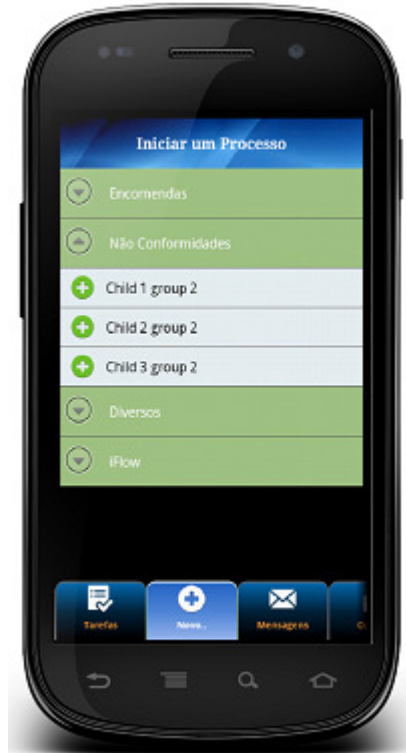 Iniciar um Processo
Encomendas
Não Conformidades
Child 1 group 2
Child 2 group 2
Child 3 group 2
Diversos
iFlow
Tarefas
Novo..
Mensagens